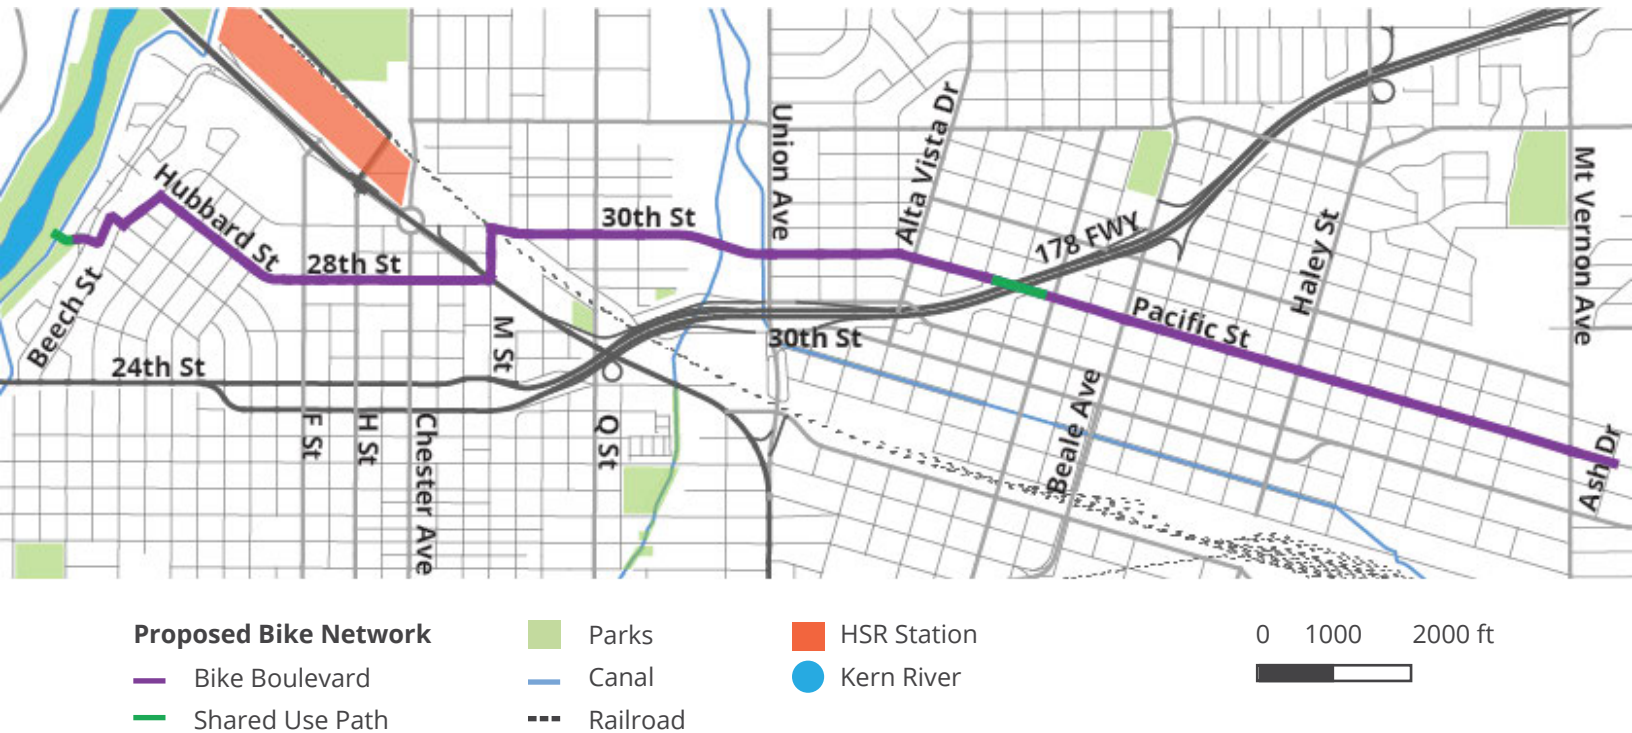 Hubbard St
28th St
30th St
Union Ave
Alta Vista Dr
178 FWY
Haley St
Mt Vernon Ave
Beech St
24th St
M St
30th St
Pacific St
Beale Ave
F St
H St
Chester Ave
Q St
Ash Dr
Proposed Bike Network
Bike Boulevard
Shared Use Path
Parks
Canal
Railroad
HSR Station
Kern River
0 1000 2000 ft